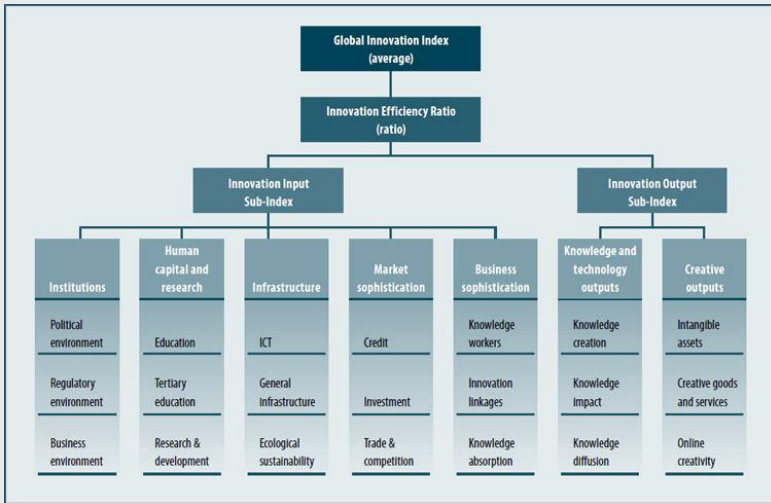 Global Innovation Index
(average)
Innovation Efficiency Ratio
(ratio)
Innovation Input
Sub-Index
Innovation Output
Sub-Index
Institutions
Human
capital and
research
Infrastructure
Market
sophistication
Business
sophistication
Knowledge and
technology
outputs
Creative
outputs
Political
environment
Education
ICT
Credit
Knowledge
workers
Knowledge
creation
Intangible
assets
Regulatory
environment
Tertiary
education
General
infrastructure
Investment
Innovation
linkages
Knowledge
impact
Creative goods
and services
Business
environment
Research &
development
Ecological
sustainability
Trade &
competition
Knowledge
absorption
Knowledge
diffusion
Online
creativity